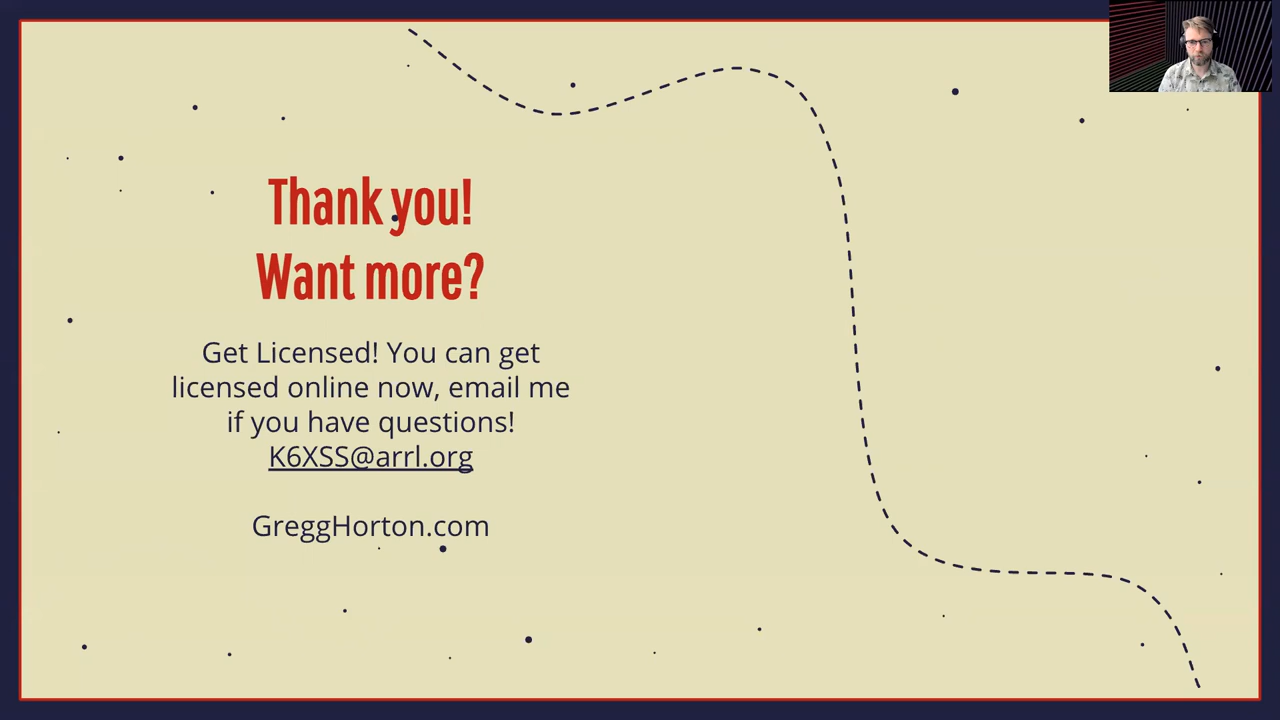 Thank you!
Want more?
Get Licensed! You can get
licensed online now, email me
if you have questions!
K6XSS@arrl.org
GreggHorton.com